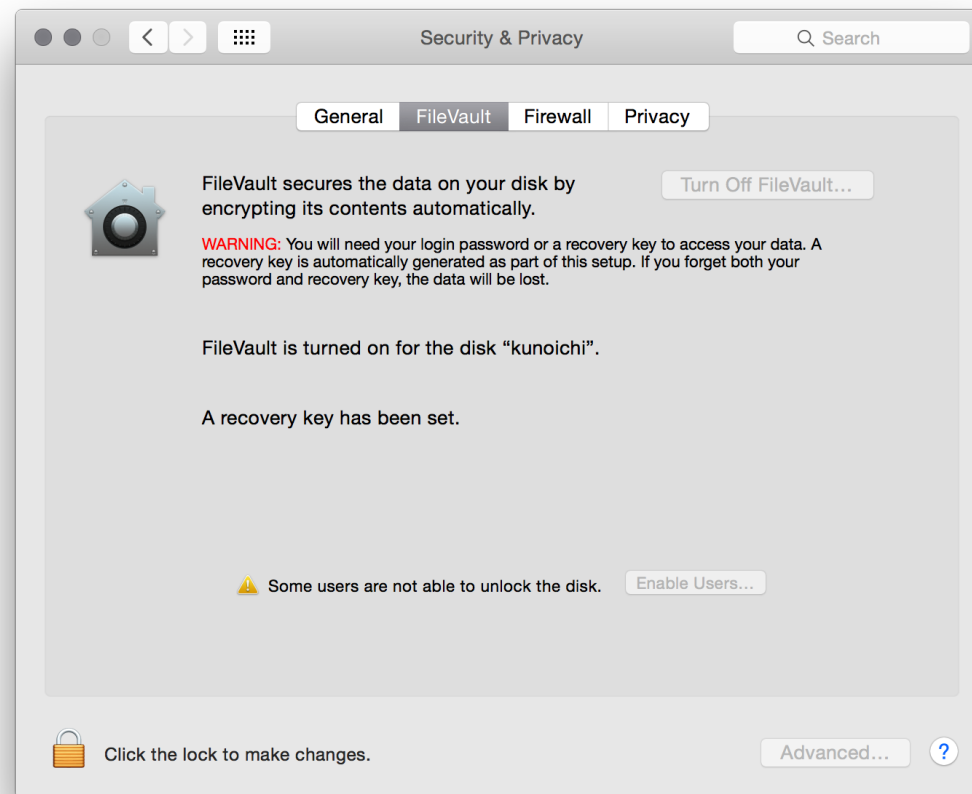 Security & Privacy
Search
General
FileVault
Firewall
Privacy
FileVault secures the data on your disk by
encrypting its contents automatically.
Turn Off FileVault...
WARNING: You will need your login password or a recovery key to access your data. A
recovery key is automatically generated as part of this setup. If you forget both your
password and recovery key, the data will be lost.
FileVault is turned on for the disk “kunoichi”.
A recovery key has been set.
Some users are not able to unlock the disk.
Enable Users...
Click the lock to make changes.
Advanced...
?